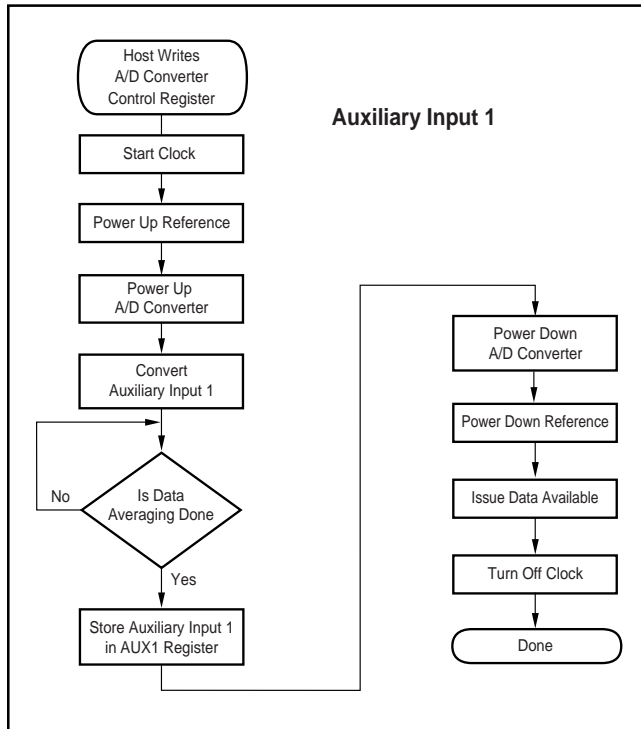 Host Writes
A/D Converter
Control Register
Auxiliary Input 1
Start Clock
Power Up Reference
Power Up
A/D Converter
Convert
Auxiliary Input 1
No
Is Data
Averaging Done
Yes
Store Auxiliary Input 1
in AUX1 Register
Power Down
A/D Converter
Power Down Reference
Issue Data Available
Turn Off Clock
Done